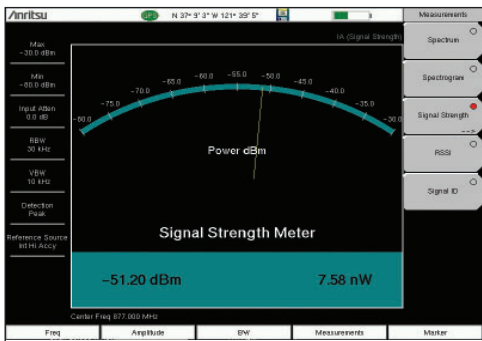 Anritsu GPS N 37° 9' 3" W 121° 39' 5" Measurements
IA (Signal Strength)
Max
-30.0 dBm
Min
-80.0 dBm
Input Atten
0.0 dB
RBW
30 kHz
VBW
10 kHz
Detection
Peak
Reference Source
Int Hi Accy
-80.0 -75.0 -70.0 -65.0 -60.0 -55.0 -50.0 -45.0 -40.0 -35.0 -30.0
Power dBm
Signal Strength Meter
-51.20 dBm 7.58 nW
Center Freq 877.000 MHz
Spectrum
Spectrogram
Signal Strength
-->
RSSI
Signal ID
Freq Amplitude BW Measurements Marker